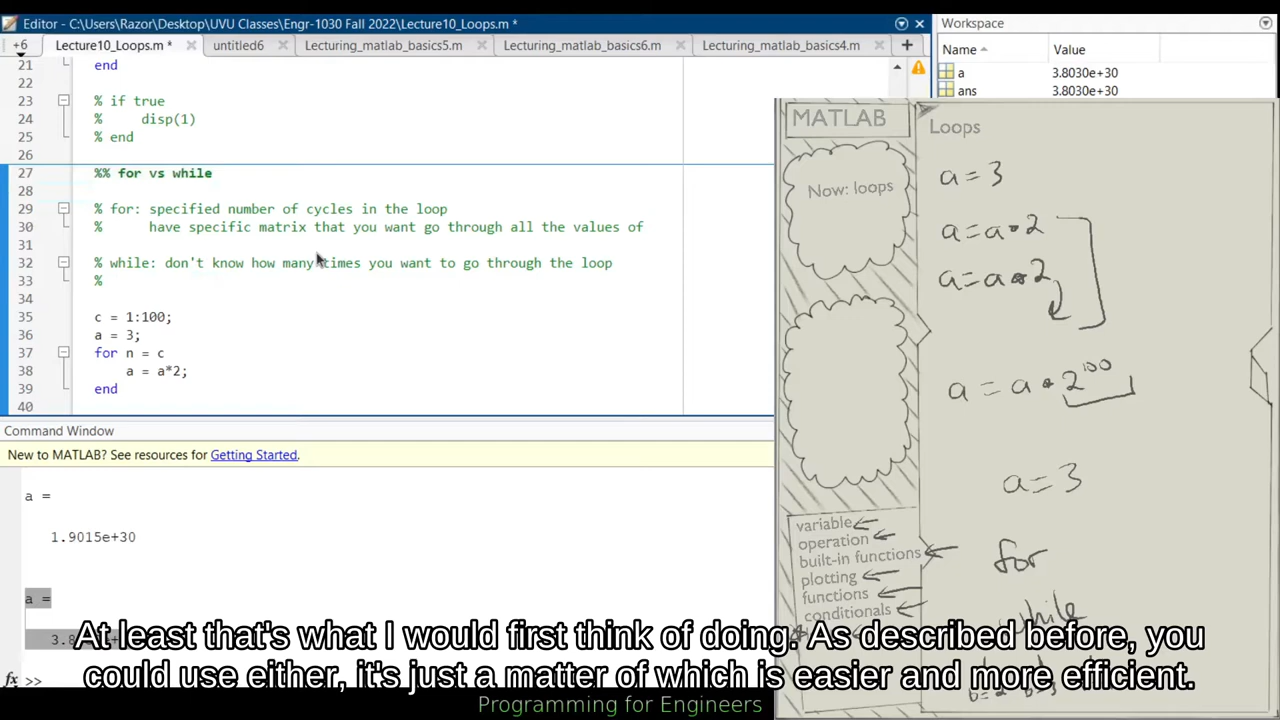 Editor - C:\Users\Razor\Desktop\UVU Classes\Engr-1030 Fall 2022\Lecture10_Loops.m *
Workspace
+6 Lecture10_Loops.m * untitled6 Lecturing_matlab_basics5.m Lecturing_matlab_basics6.m Lecturing_matlab_basics4.m
Name Value
a 3.8030e+30
ans 3.8030e+30
21 end
22
23 % if true
24 % disp(1)
25 % end
26
27 %% for vs while
28
29 % for: specified number of cycles in the loop
30 % have specific matrix that you want go through all the values of
31
32 % while: don't know how many times you want to go through the loop
33 %
34
35 c = 1:100;
36 a = 3;
37 for n = c
38 a = a*2;
39 end
40
Command Window
New to MATLAB? See resources for Getting Started.
a =
1.9015e+30
a =
fx >>
MATLAB
Now: loops
variable
operation
built-in functions
plotting
functions
conditionals
Loops
a = 3
a = a * 2
a = a * 2
a = a * 2^100
a = 3
for
while
At least that's what I would first think of doing. As described before, you
could use either, it's just a matter of which is easier and more efficient.
Programming for Engineers